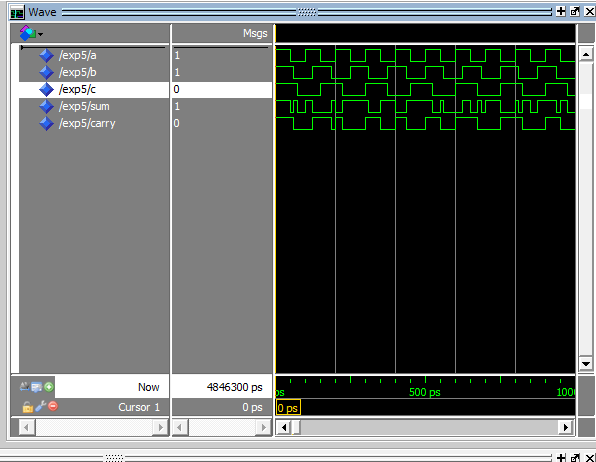 Wave
Msgs
/exp5/a 1
/exp5/b 1
/exp5/c 0
/exp5/sum 1
/exp5/carry 0
Now 4846300 ps ps 500 ps 1000
Cursor 1 0 ps 0 ps